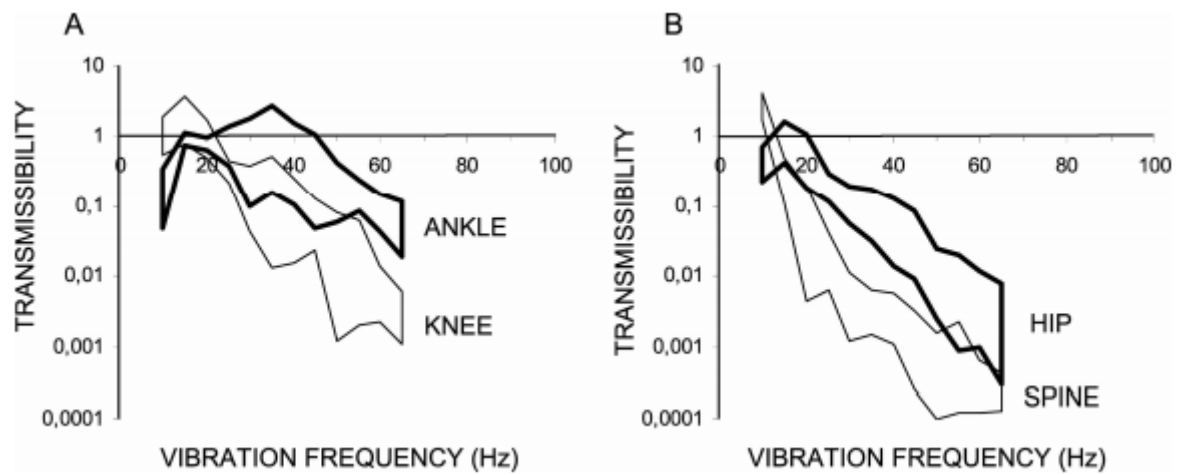 A
TRANSMISSIBILITY
10
1
0,1
0,01
0,001
0,0001
0 20 40 60 80 100
ANKLE
KNEE
VIBRATION FREQUENCY (Hz)
B
TRANSMISSIBILITY
10
1
0,1
0,01
0,001
0,0001
0 20 40 60 80 100
HIP
SPINE
VIBRATION FREQUENCY (Hz)